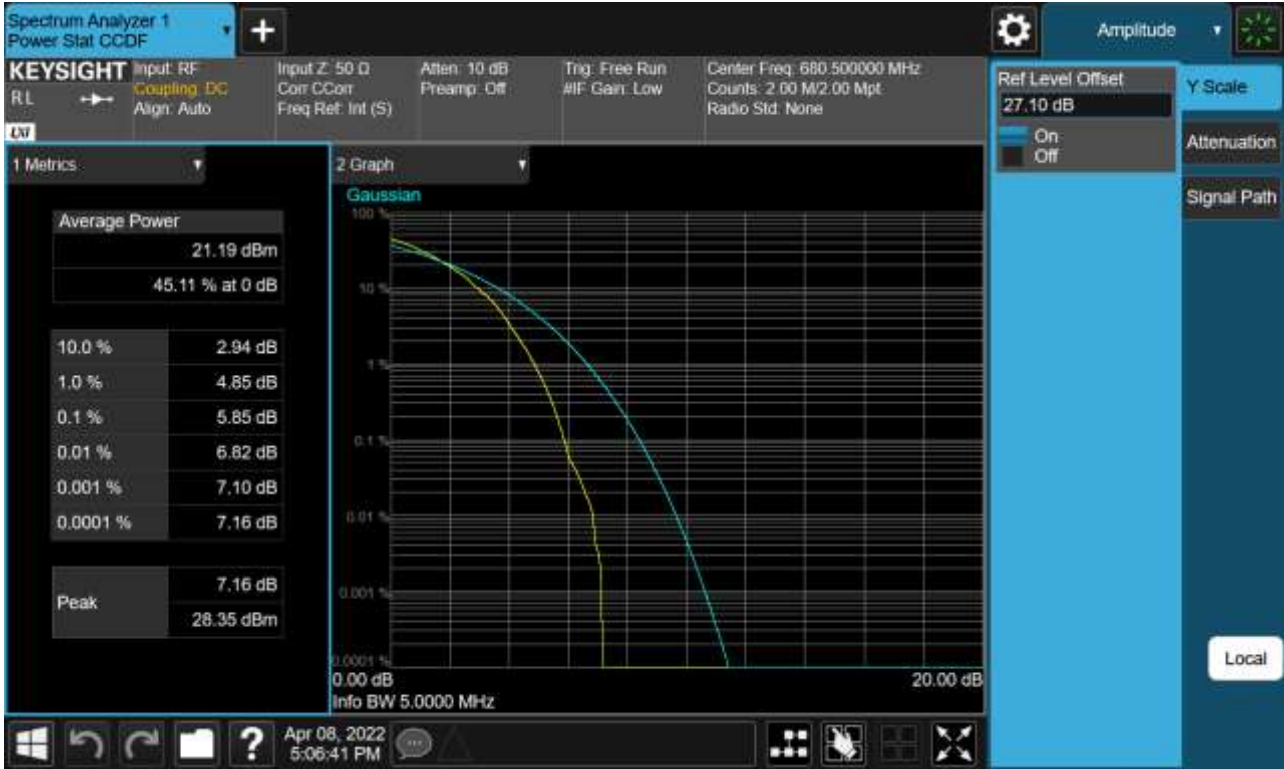 Spectrum Analyzer 1
Power Stat CCDF
Amplitude
KEYSIGHT
RL
LXI
Input: RF
Coupling: DC
Align: Auto
Input Z: 50 Ω
Corr CCorr
Freq Ref: Int (S)
Atten: 10 dB
Preamp: Off
Trig: Free Run
#IF Gain: Low
Center Freq: 680.500000 MHz
Counts: 2.00 M/2.00 Mpt
Radio Std: None
Ref Level Offset
27.10 dB
On
Off
Y Scale
Attenuation
Signal Path
Local
1 Metrics
Average Power
21.19 dBm
45.11 % at 0 dB
10.0 % 2.94 dB
1.0 % 4.85 dB
0.1 % 5.85 dB
0.01 % 6.82 dB
0.001 % 7.10 dB
0.0001 % 7.16 dB
Peak
7.16 dB
28.35 dBm
2 Graph
Gaussian
100 %
10 %
1 %
0.1 %
0.01 %
0.001 %
0.0001 %
0.00 dB
20.00 dB
Info BW 5.0000 MHz
?
Apr 08, 2022
5:06:41 PM